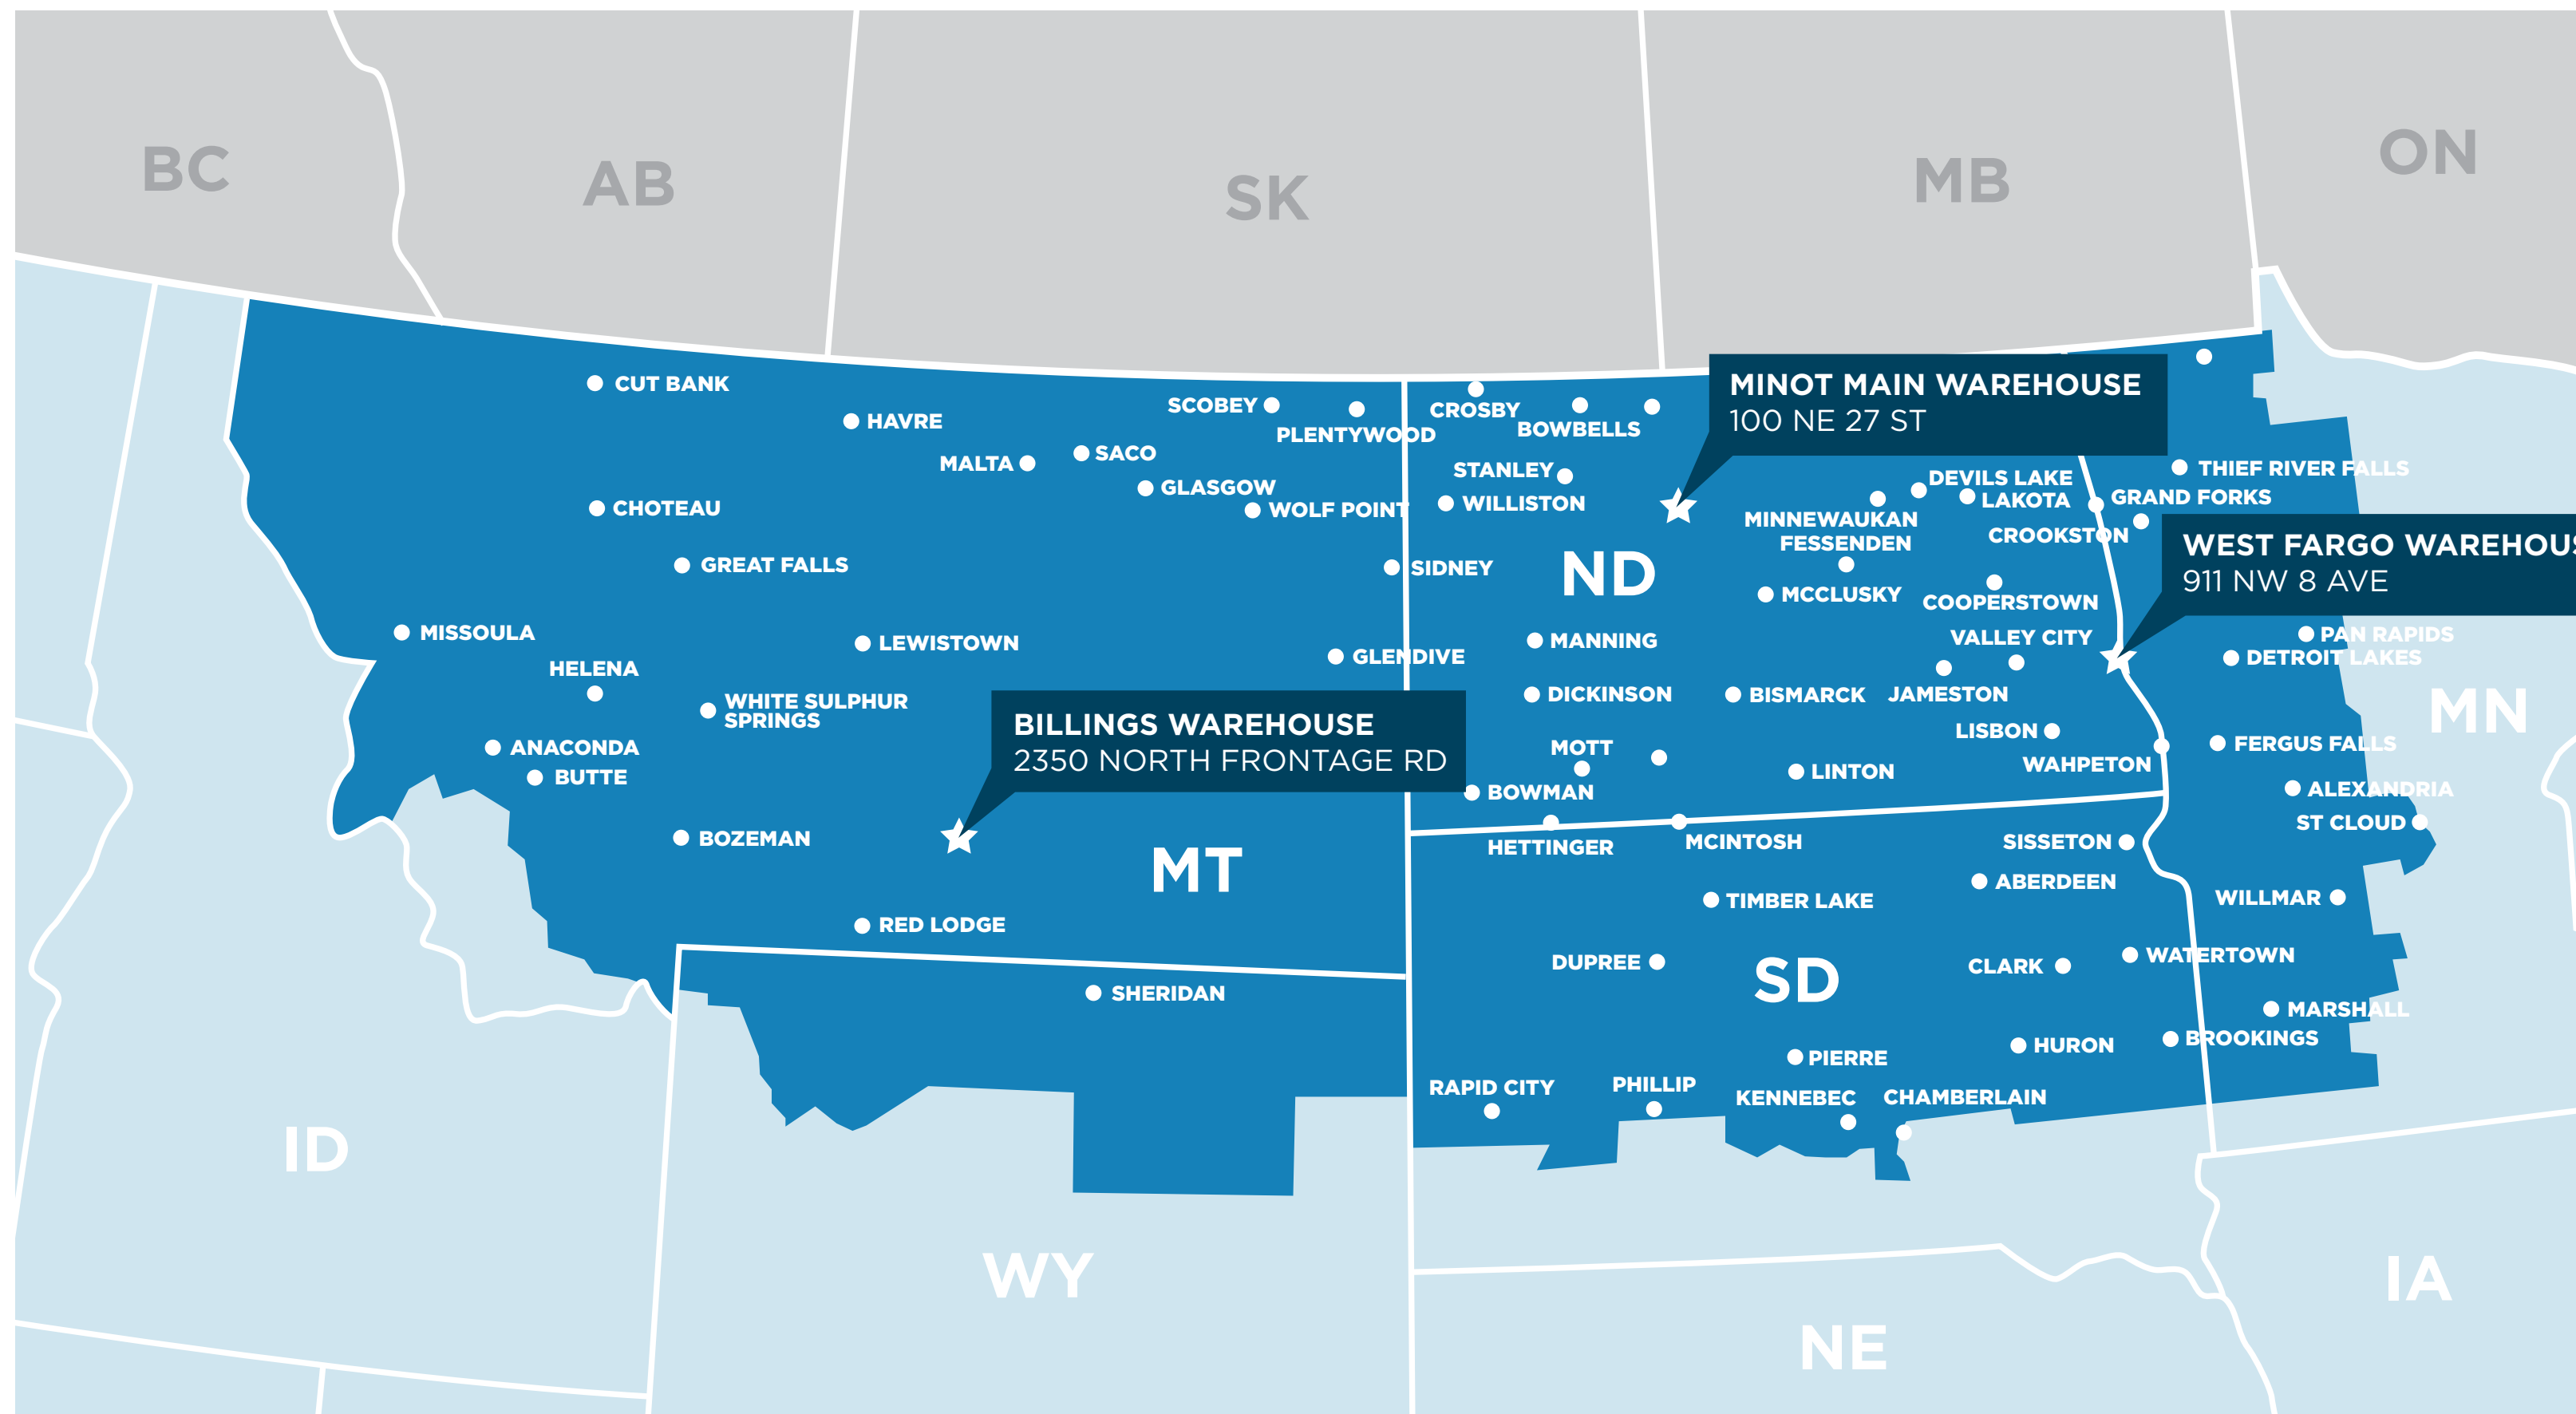 BC
AB
SK
MB
ON
CUT BANK
HAVRE
SCOBEY
PLENTYWOOD
CROSBY
BOWBELLS
MINOT MAIN WAREHOUSE
100 NE 27 ST
MALTA
SACO
GLASGOW
WOLF POINT
STANLEY
WILLISTON
DEVILS LAKE
LAKOTA
THIEF RIVER FALLS
GRAND FORKS
CHOTEAU
MINNEWAUKAN
FESSENDEN
CROOKSTON
GREAT FALLS
SIDNEY
ND
MCCLUSKY
COOPERSTOWN
WEST FARGO WAREHOUS
911 NW 8 AVE
MISSOULA
LEWISTOWN
GLENDIVE
MANNING
VALLEY CITY
PAN RAPIDS
DETROIT LAKES
HELENA
WHITE SULPHUR
SPRINGS
DICKINSON
BISMARCK
JAMESTON
MN
BILLINGS WAREHOUSE
2350 NORTH FRONTAGE RD
ANACONDA
BUTTE
MOTT
LISBON
WAHPETON
FERGUS FALLS
LINTON
BOWMAN
ALEXANDRIA
ST CLOUD
BOZEMAN
MT
HETTINGER
MCINTOSH
SISSETON
ABERDEEN
RED LODGE
TIMBER LAKE
WILLMAR
DUPREE
SD
CLARK
WATERTOWN
SHERIDAN
MARSHALL
HURON
BROOKINGS
PIERRE
RAPID CITY
PHILLIP
KENNEBEC
CHAMBERLAIN
ID
WY
IA
NE